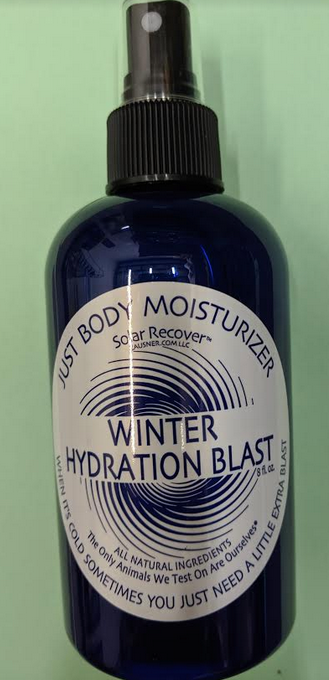 JUST BODY MOISTURIZER
Solar Recover™
LAUSNER.COM LLC
WINTER
HYDRATION BLAST
8 fl. oz.
ALL NATURAL INGREDIENTS
The Only Animals We Test On Are Ourselves*
WHEN IT'S COLD SOMETIMES YOU JUST NEED A LITTLE EXTRA BLAST